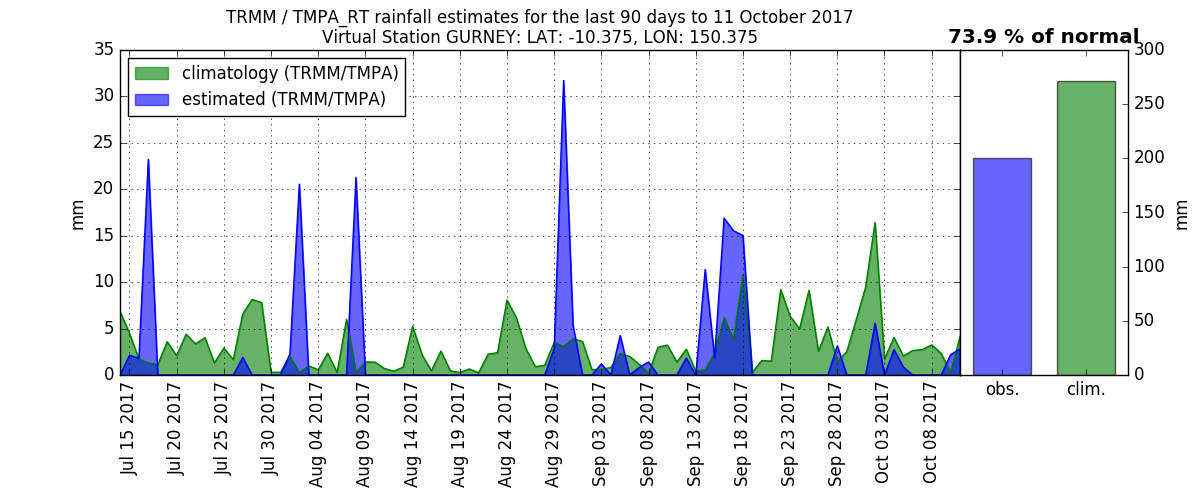 TRMM / TMPA_RT rainfall estimates for the last 90 days to 11 October 2017
Virtual Station GURNEY: LAT: -10.375, LON: 150.375
73.9 % of normal
climatology (TRMM/TMPA)
estimated (TRMM/TMPA)
35
30
25
20
15
10
5
0
mm
Jul 15 2017
Jul 20 2017
Jul 25 2017
Jul 30 2017
Aug 04 2017
Aug 09 2017
Aug 14 2017
Aug 19 2017
Aug 24 2017
Aug 29 2017
Sep 03 2017
Sep 08 2017
Sep 13 2017
Sep 18 2017
Sep 23 2017
Sep 28 2017
Oct 03 2017
Oct 08 2017
obs.
clim.
300
250
200
150
100
50
0
mm